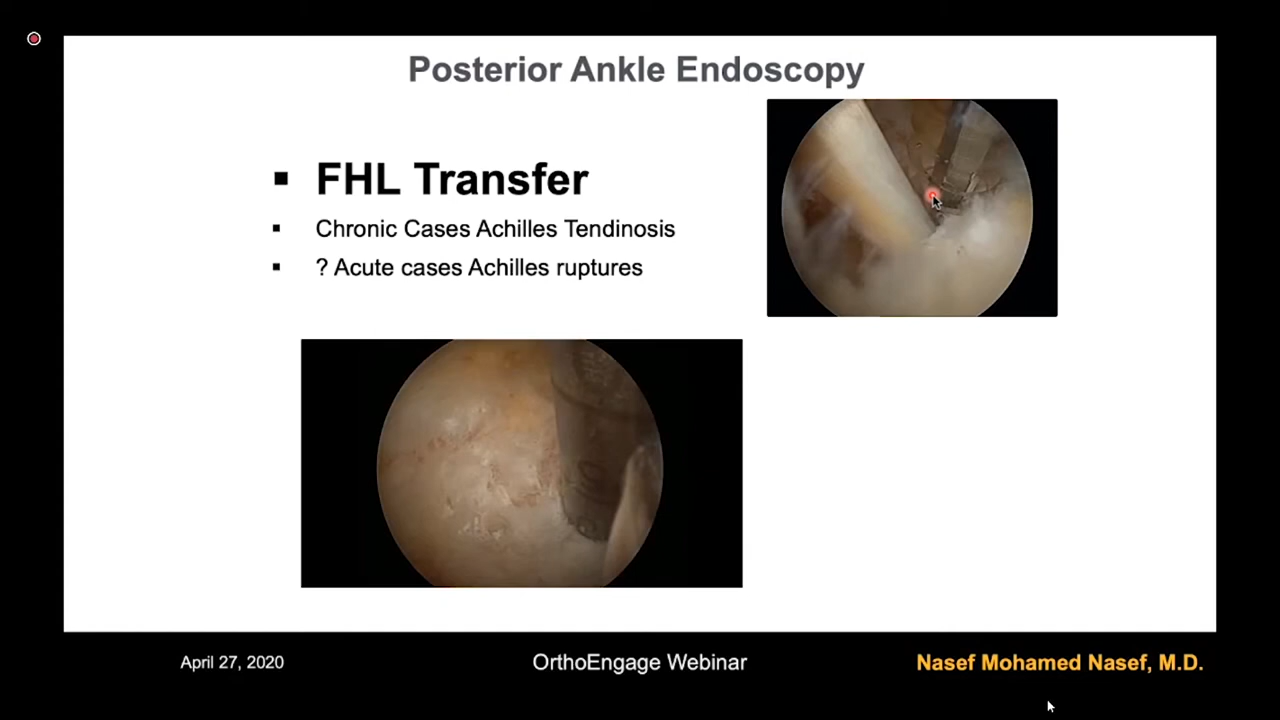 Posterior Ankle Endoscopy
▪ FHL Transfer
▪ Chronic Cases Achilles Tendinosis
▪ ? Acute cases Achilles ruptures
April 27, 2020
OrthoEngage Webinar
Nasef Mohamed Nasef, M.D.